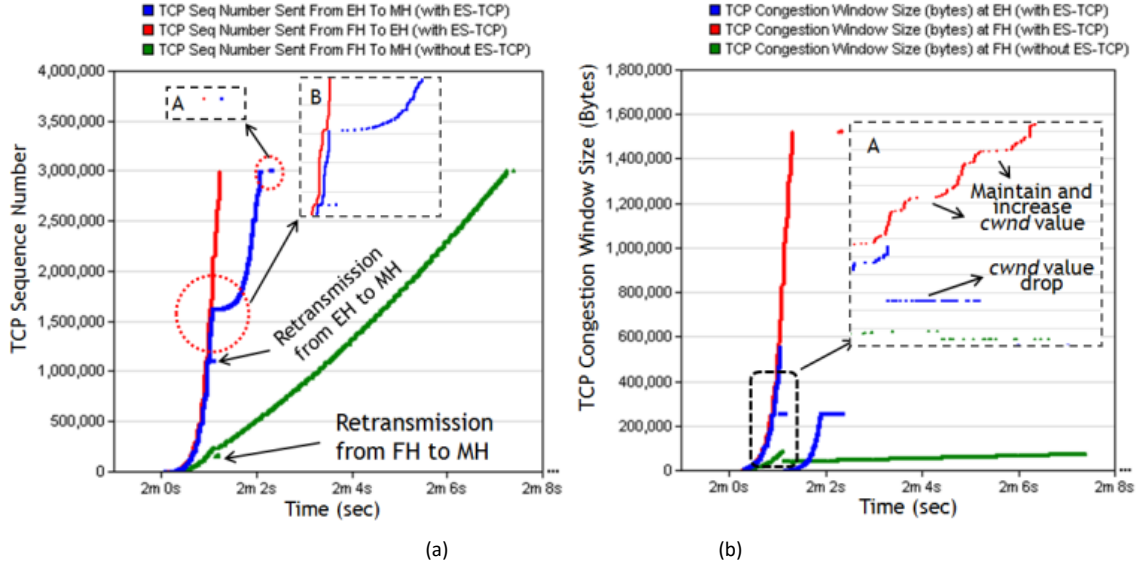 TCP Seq Number Sent From EH To MH (with ES-TCP)
TCP Seq Number Sent From FH To EH (with ES-TCP)
TCP Seq Number Sent From FH To MH (without ES-TCP)
4,000,000
3,500,000
3,000,000
2,500,000
2,000,000
1,500,000
1,000,000
500,000
0
TCP Sequence Number
A
B
Retransmission
from EH to MH
Retransmission
from FH to MH
2m 0s
2m 2s
2m 4s
2m 6s
2m 8s
...
Time (sec)
(a)
TCP Congestion Window Size (bytes) at EH (with ES-TCP)
TCP Congestion Window Size (bytes) at FH (with ES-TCP)
TCP Congestion Window Size (bytes) at FH (without ES-TCP)
1,800,000
1,600,000
1,400,000
1,200,000
1,000,000
800,000
600,000
400,000
200,000
0
TCP Congestion Window Size (Bytes)
A
Maintain and
increase
cwnd value
cwnd value
drop
2m 0s
2m 2s
2m 4s
2m 6s
2m 8s
...
Time (sec)
(b)